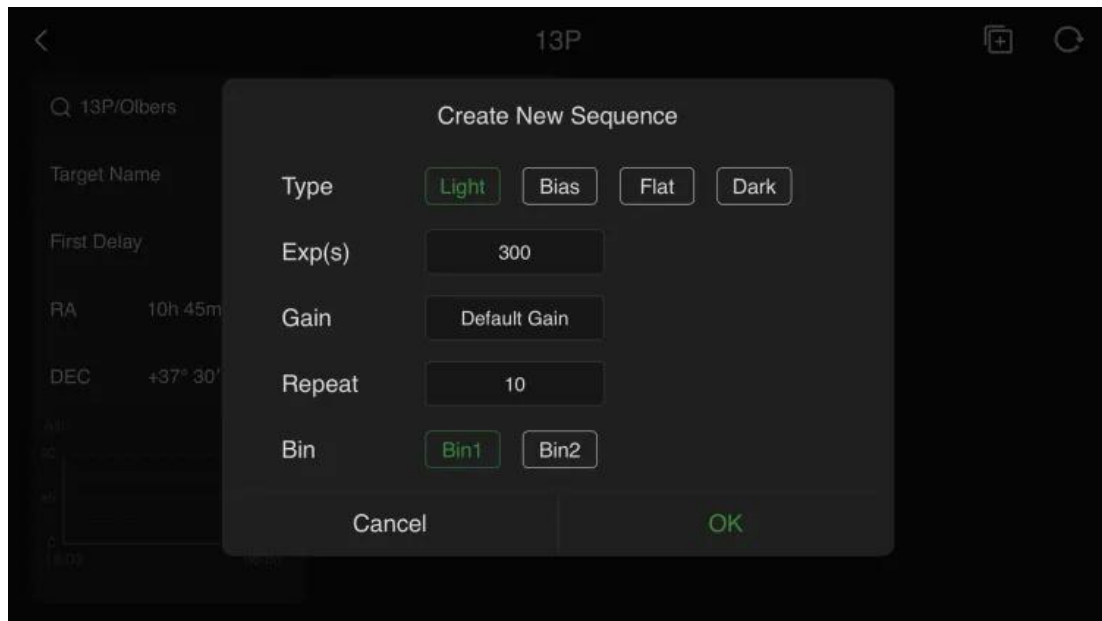 13P
13P/Olbers
Create New Sequence
Target Name
Type Light Bias Flat Dark
First Delay
Exp(s) 300
RA 10h 45m
Gain Default Gain
DEC +37° 30'
Repeat 10
Bin Bin1 Bin2
Cancel OK